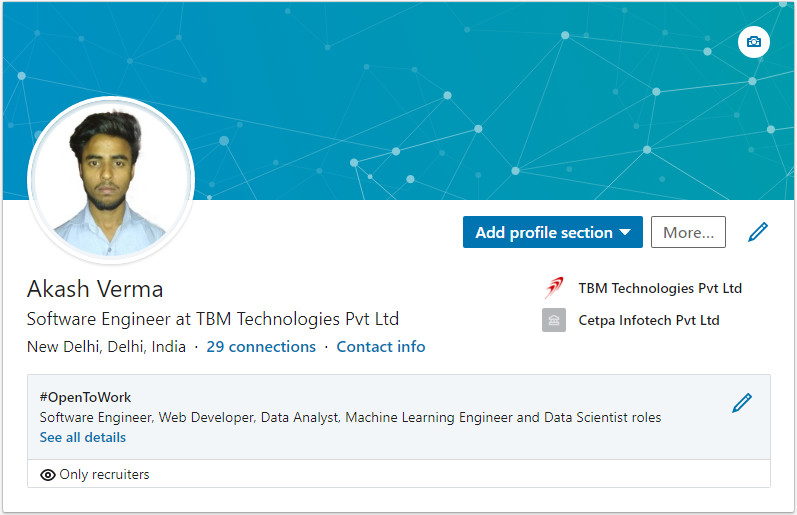 Add profile section
More...
Akash Verma
Software Engineer at TBM Technologies Pvt Ltd
New Delhi, Delhi, India · 29 connections · Contact info
TBM Technologies Pvt Ltd
Cetpa Infotech Pvt Ltd
#OpenToWork
Software Engineer, Web Developer, Data Analyst, Machine Learning Engineer and Data Scientist roles
See all details
Only recruiters